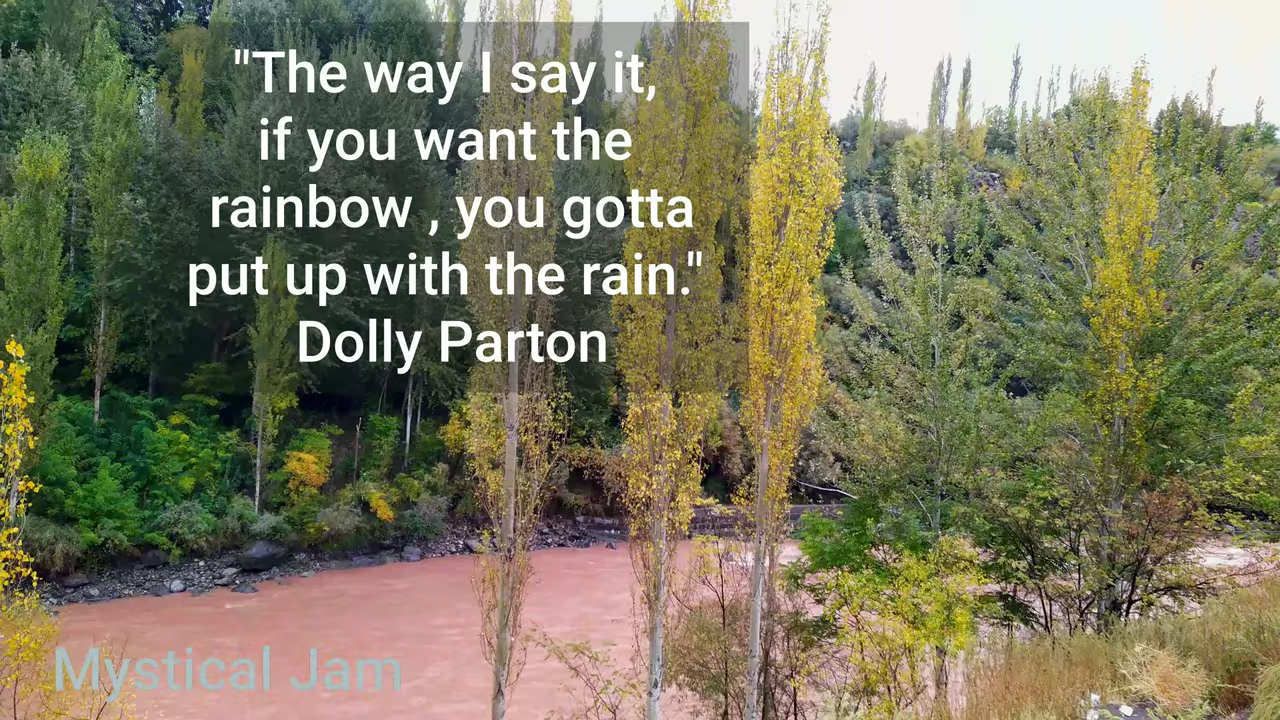 "The way I say it,
if you want the
rainbow , you gotta
put up with the rain."
Dolly Parton
Mystical Jam